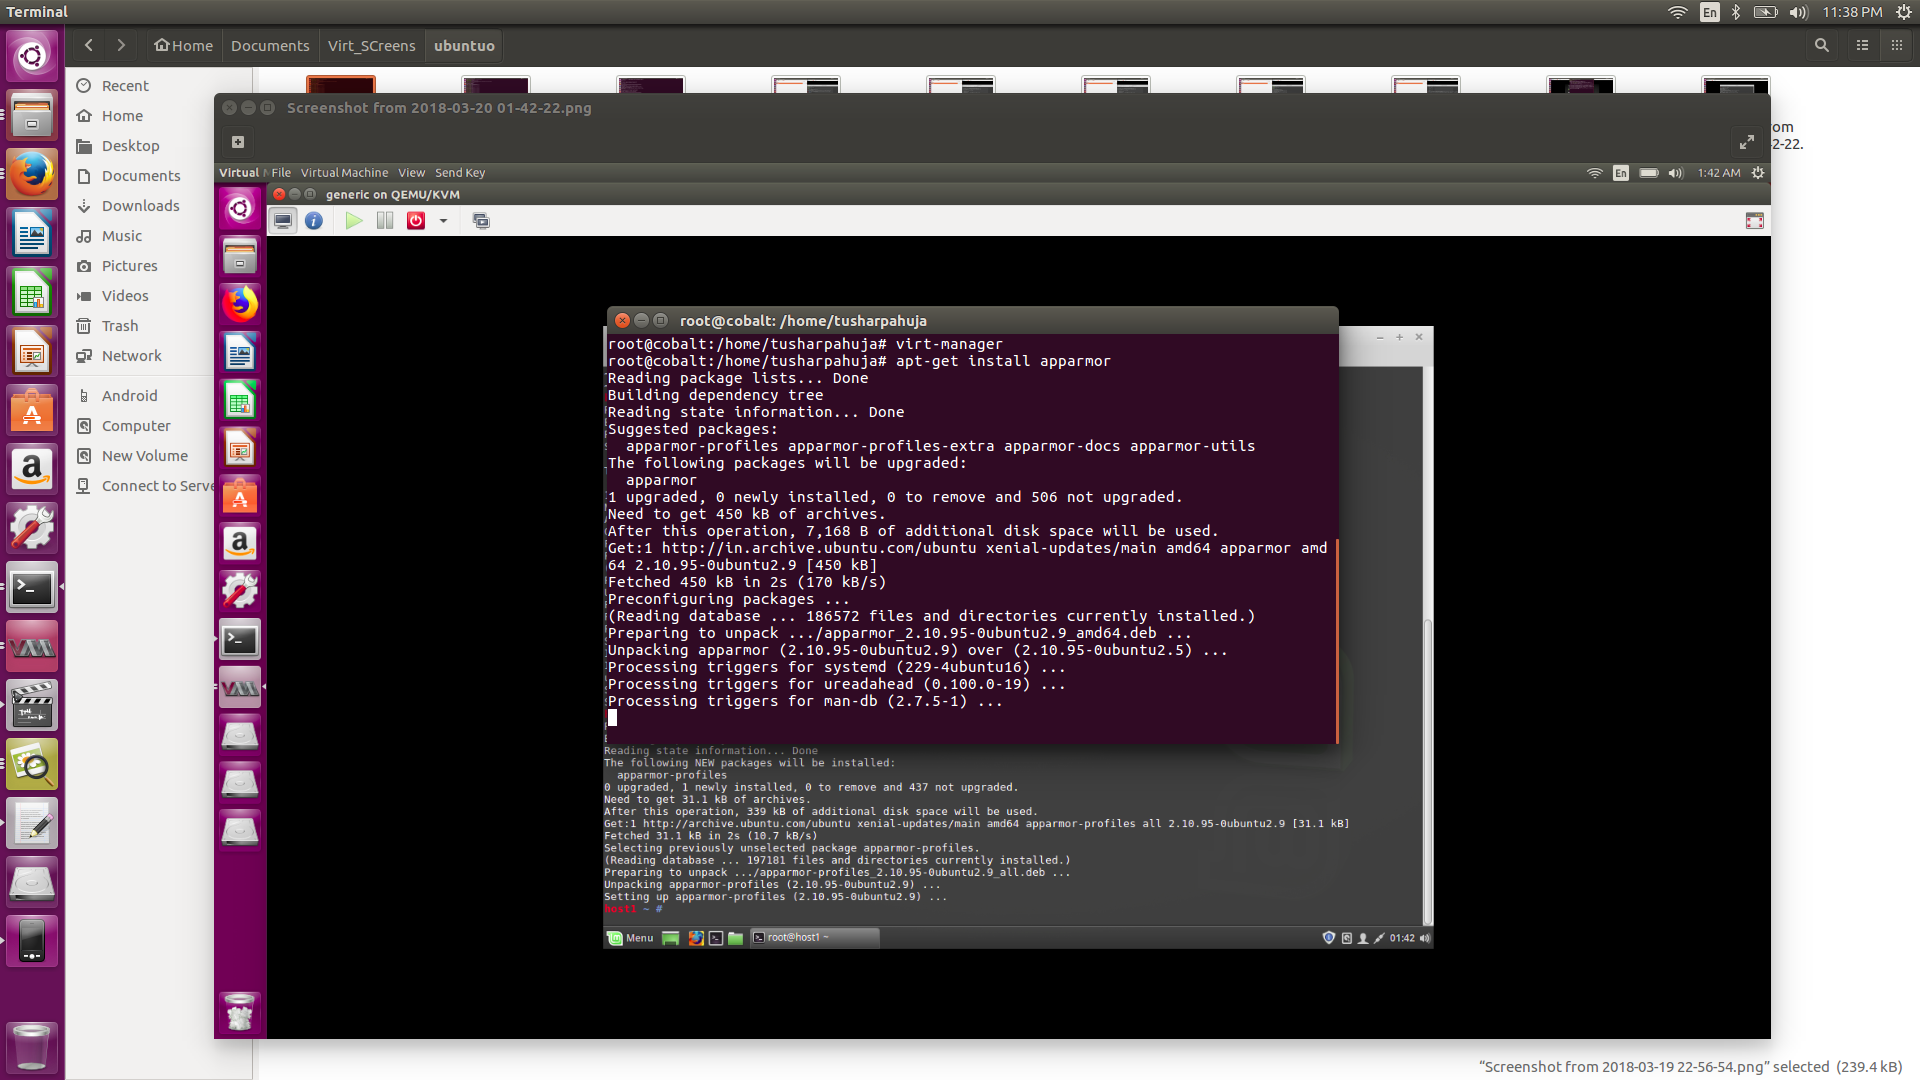 Terminal
En
11:38 PM
Home
Documents
Virt_SCreens
ubuntuo
Recent
Home
Desktop
Documents
Downloads
Music
Pictures
Videos
Trash
Network
Android
Computer
New Volume
Connect to Serve
om
2-22.
Screenshot from 2018-03-20 01-42-22.png
Virtual File Virtual Machine View Send Key
En
1:42 AM
generic on QEMU/KVM
root@cobalt: /home/tusharpahuja
root@cobalt:/home/tusharpahuja# virt-manager
root@cobalt:/home/tusharpahuja# apt-get install apparmor
Reading package lists... Done
Building dependency tree
Reading state information... Done
Suggested packages:
apparmor-profiles apparmor-profiles-extra apparmor-docs apparmor-utils
The following packages will be upgraded:
apparmor
1 upgraded, 0 newly installed, 0 to remove and 506 not upgraded.
Need to get 450 kB of archives.
After this operation, 7,168 B of additional disk space will be used.
Get:1 http://in.archive.ubuntu.com/ubuntu xenial-updates/main amd64 apparmor amd
64 2.10.95-0ubuntu2.9 [450 kB]
Fetched 450 kB in 2s (170 kB/s)
Preconfiguring packages ...
(Reading database ... 186572 files and directories currently installed.)
Preparing to unpack .../apparmor_2.10.95-0ubuntu2.9_amd64.deb ...
Unpacking apparmor (2.10.95-0ubuntu2.9) over (2.10.95-0ubuntu2.5) ...
Processing triggers for systemd (229-4ubuntu16) ...
Processing triggers for ureadahead (0.100.0-19) ...
Processing triggers for man-db (2.7.5-1) ...
Reading state information... Done
The following NEW packages will be installed:
apparmor-profiles
0 upgraded, 1 newly installed, 0 to remove and 437 not upgraded.
Need to get 31.1 kB of archives.
After this operation, 339 kB of additional disk space will be used.
Get:1 http://archive.ubuntu.com/ubuntu xenial-updates/main amd64 apparmor-profiles all 2.10.95-0ubuntu2.9 [31.1 kB]
Fetched 31.1 kB in 2s (10.7 kB/s)
Selecting previously unselected package apparmor-profiles.
(Reading database ... 197181 files and directories currently installed.)
Preparing to unpack .../apparmor-profiles_2.10.95-0ubuntu2.9_all.deb ...
Unpacking apparmor-profiles (2.10.95-0ubuntu2.9) ...
Setting up apparmor-profiles (2.10.95-0ubuntu2.9) ...
host1 ~ #
Menu
root@host1 ~
01:42
“Screenshot from 2018-03-19 22-56-54.png” selected (239.4 kB)